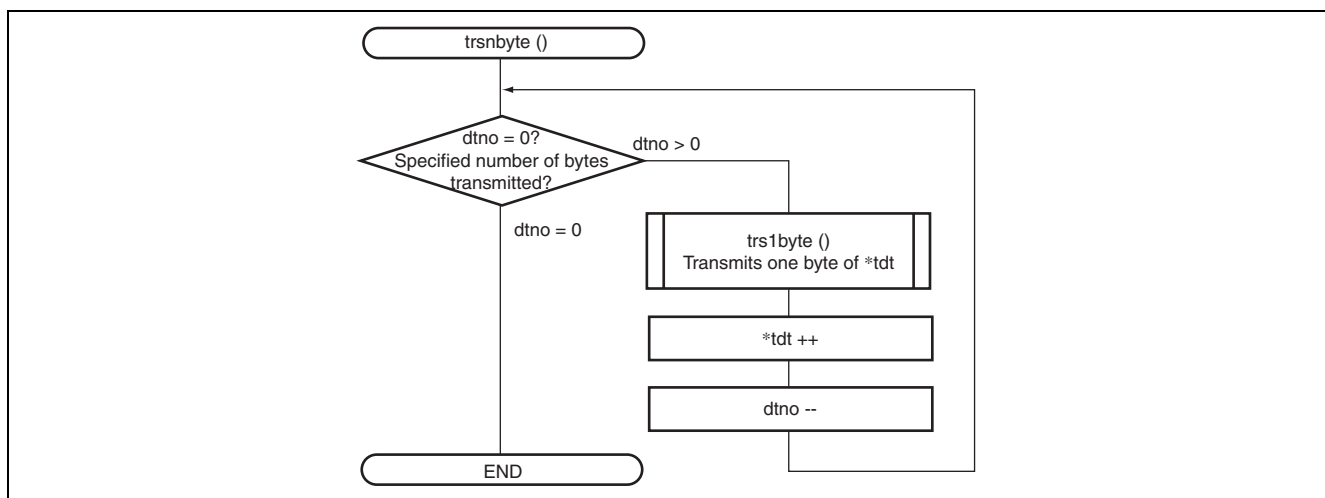 trsnbyte ()
dtno = 0?
Specified number of bytes
transmitted?
dtno > 0
dtno = 0
trs1byte ()
Transmits one byte of *tdt
*tdt ++
dtno --
END